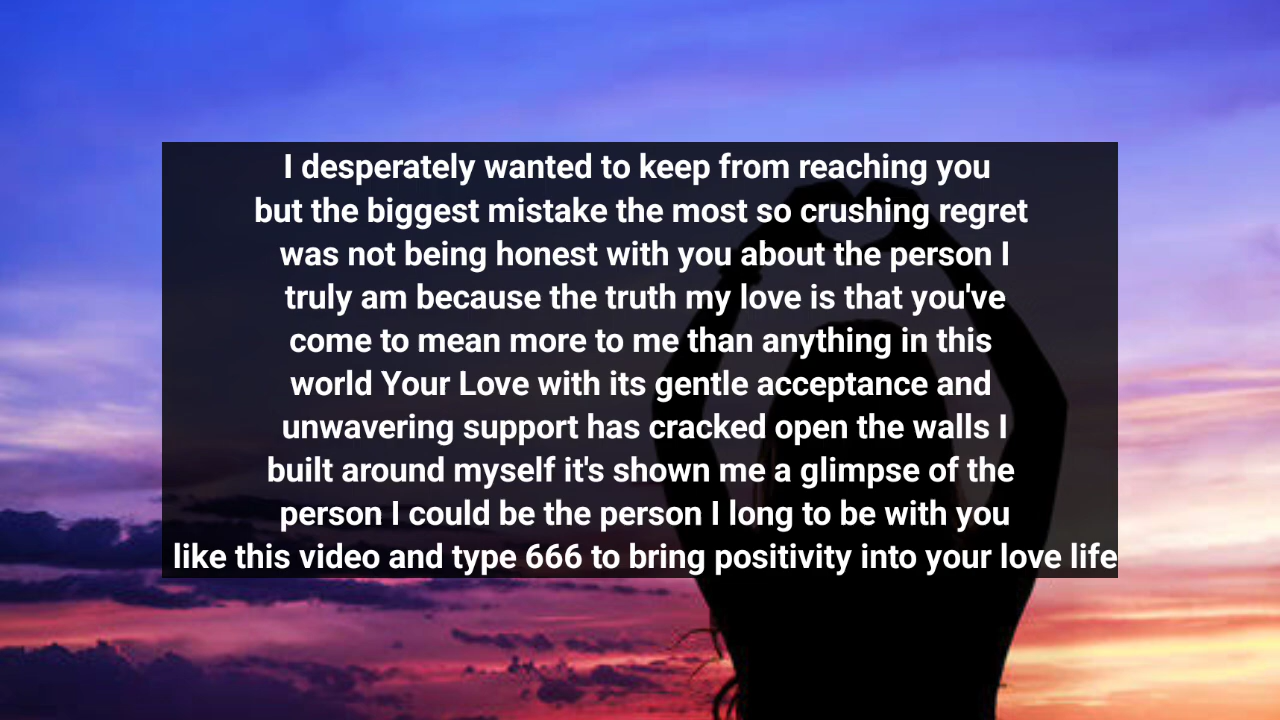 I desperately wanted to keep from reaching you
but the biggest mistake the most so crushing regret
was not being honest with you about the person I
truly am because the truth my love is that you've
come to mean more to me than anything in this
world Your Love with its gentle acceptance and
unwavering support has cracked open the walls I
built around myself it's shown me a glimpse of the
person I could be the person I long to be with you
like this video and type 666 to bring positivity into your love life